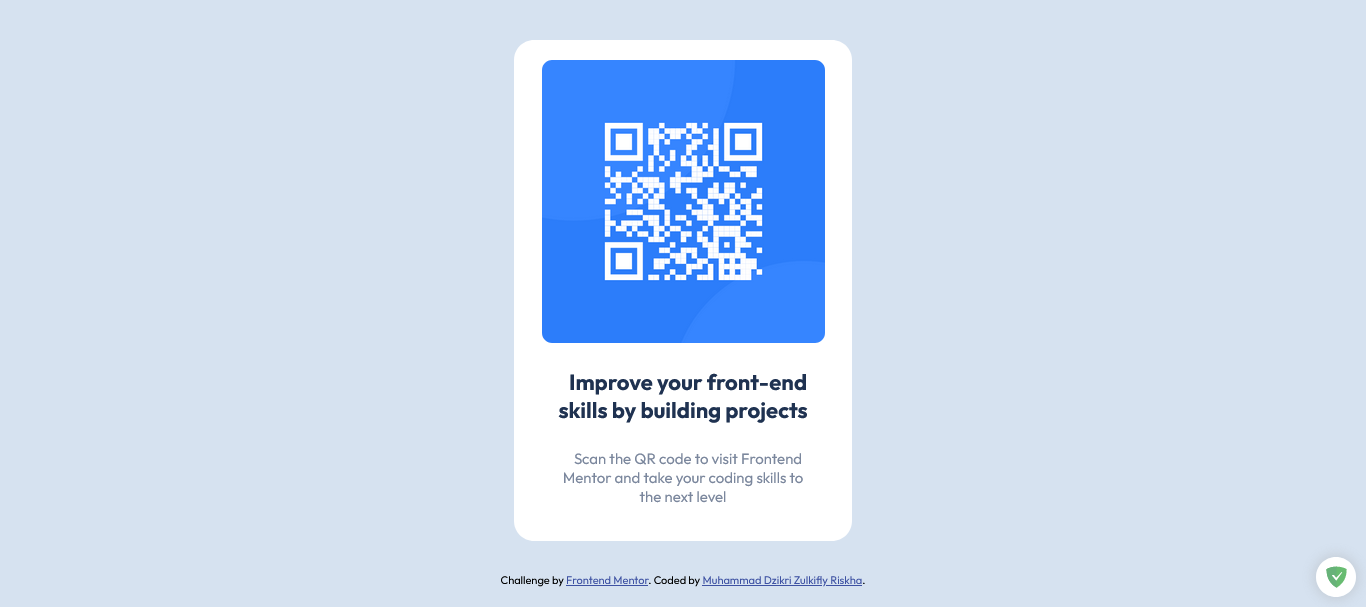 Improve your front-end
skills by building projects
Scan the QR code to visit Frontend
Mentor and take your coding skills to
the next level
Challenge by Frontend Mentor. Coded by Muhammad Dzikri Zulkifly Riskha.